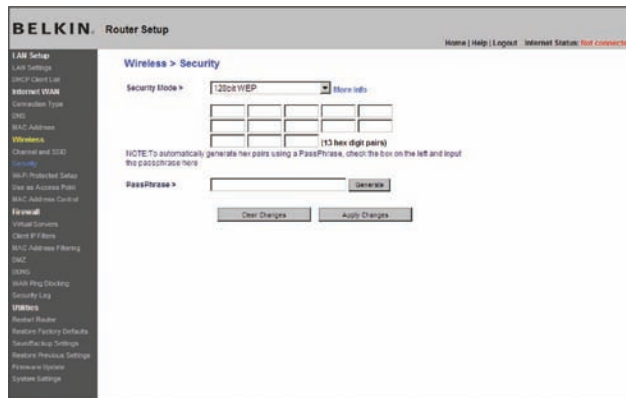 BELKIN. Router Setup
Home | Help | Logout Internet Status: Not connected
LAN Setup
LAN Settings
DHCP Client List
Internet WAN
Connection Type
DNS
MAC Address
Wireless
Channel and SSID
Security
Wi-Fi Protected Setup
Use as Access Point
MAC Address Control
Firewall
Virtual Servers
Client IP Filters
MAC Address Filtering
DMZ
DDNS
WAN Ping Blocking
Security Log
Utilities
Restart Router
Restore Factory Defaults
Save/Backup Settings
Restore Previous Settings
Firmware Update
System Settings
Wireless > Security
Security Mode > 128bit WEP More Info
(13 hex digit pairs)
NOTE:To automatically generate hex pairs using a PassPhrase, check the box on the left and input
the passphrase here
PassPhrase > Generate
Clear Changes Apply Changes